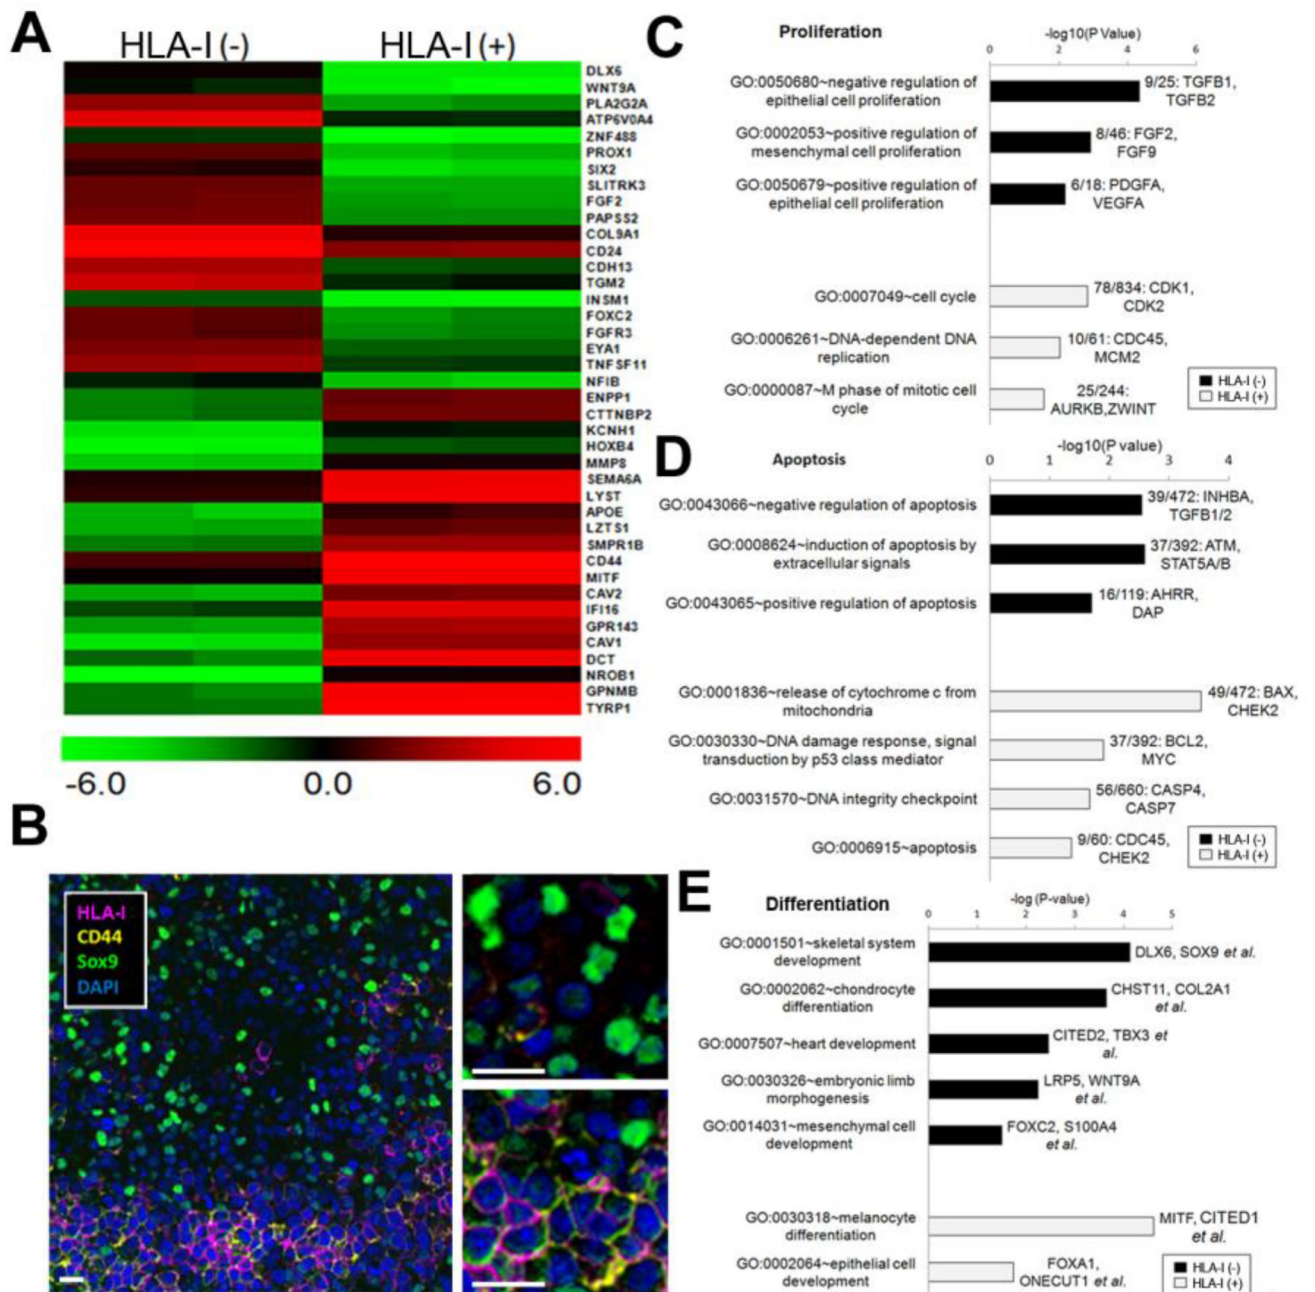 A
HLA-I (-)
HLA-I (+)
DLX6
WNT9A
PLA2G2A
ATP6V0A4
ZNF488
PROX1
SIX2
SLITRK3
FGF2
PAPSS2
COL9A1
CD24
CDH13
TGM2
INSM1
FOXC2
FGFR3
EYA1
TNFSF11
NFIB
ENPP1
CTTNBP2
KCNH1
HOXB4
MMP8
SEMA6A
LYST
APOE
LZTS1
SMPR1B
CD44
MITF
CAV2
IFI16
GPR143
CAV1
DCT
NROB1
GPNMB
TYRP1
-6.0
0.0
6.0
B
HLA-I
CD44
Sox9
DAPI
C
Proliferation
-log10(P Value)
0
2
4
6
GO:0050680~negative regulation of
epithelial cell proliferation
9/25: TGFB1,
TGFB2
GO:0002053~positive regulation of
mesenchymal cell proliferation
8/46: FGF2,
FGF9
GO:0050679~positive regulation of
epithelial cell proliferation
6/18: PDGFA,
VEGFA
GO:0007049~cell cycle
78/834: CDK1,
CDK2
GO:0006261~DNA-dependent DNA
replication
10/61: CDC45,
MCM2
GO:0000087~M phase of mitotic cell
cycle
25/244:
AURKB,ZWINT
HLA-I (-)
HLA-I (+)
D
Apoptosis
-log10(P value)
0
1
2
3
4
GO:0043066~negative regulation of apoptosis
39/472: INHBA,
TGFB1/2
GO:0008624~induction of apoptosis by
extracellular signals
37/392: ATM,
STAT5A/B
GO:0043065~positive regulation of apoptosis
16/119: AHRR,
DAP
GO:0001836~release of cytochrome c from
mitochondria
49/472: BAX,
CHEK2
GO:0030330~DNA damage response, signal
transduction by p53 class mediator
37/392: BCL2,
MYC
GO:0031570~DNA integrity checkpoint
56/660: CASP4,
CASP7
GO:0006915~apoptosis
9/60: CDC45,
CHEK2
HLA-I (-)
HLA-I (+)
E
Differentiation
-log (P-value)
0
1
2
3
4
5
GO:0001501~skeletal system
development
DLX6, SOX9 et al.
GO:0002062~chondrocyte
differentiation
CHST11, COL2A1
et al.
GO:0007507~heart development
CITED2, TBX3 et
al.
GO:0030326~embryonic limb
morphogenesis
LRP5, WNT9A
et al.
GO:0014031~mesenchymal cell
development
FOXC2, S100A4
et al.
GO:0030318~melanocyte
differentiation
MITF, CITED1
et al.
GO:0002064~epithelial cell
development
FOXA1,
ONECUT1 et al.
HLA-I (-)
HLA-I (+)